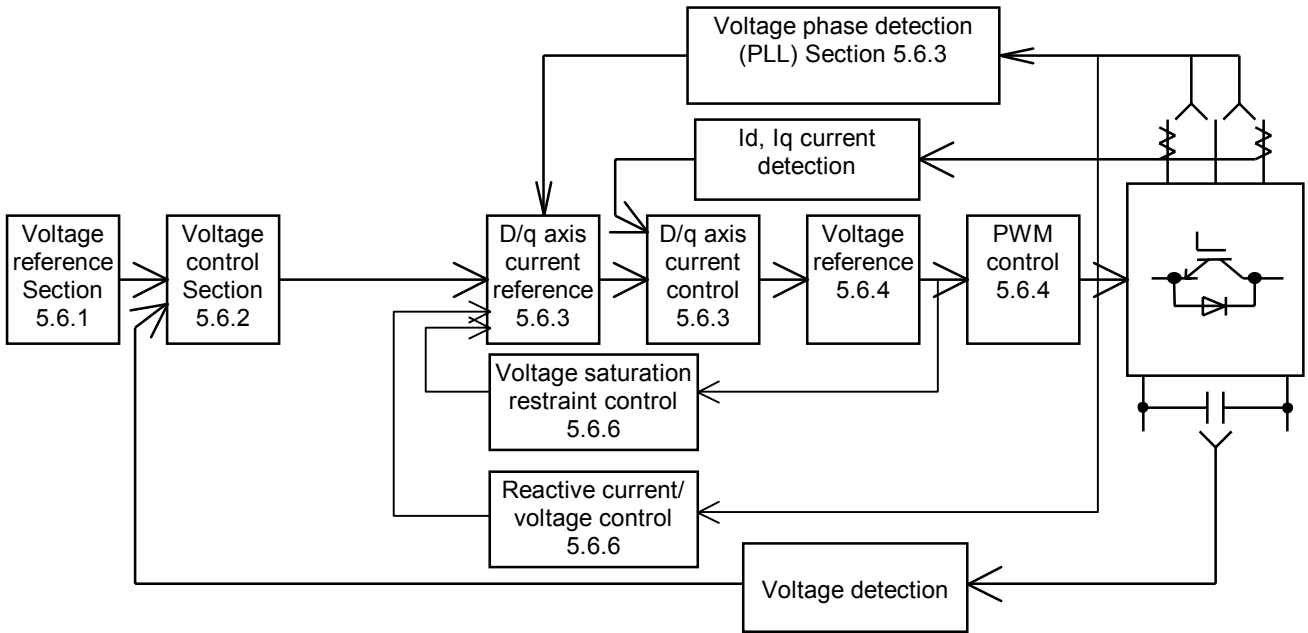 Voltage phase detection
(PLL) Section 5.6.3
Id, Iq current
detection
Voltage
reference
Section
5.6.1
Voltage
control
Section
5.6.2
D/q axis
current
reference
5.6.3
D/q axis
current
control
5.6.3
Voltage
reference
5.6.4
PWM
control
5.6.4
Voltage saturation
restraint control
5.6.6
Reactive current/
voltage control
5.6.6
Voltage detection